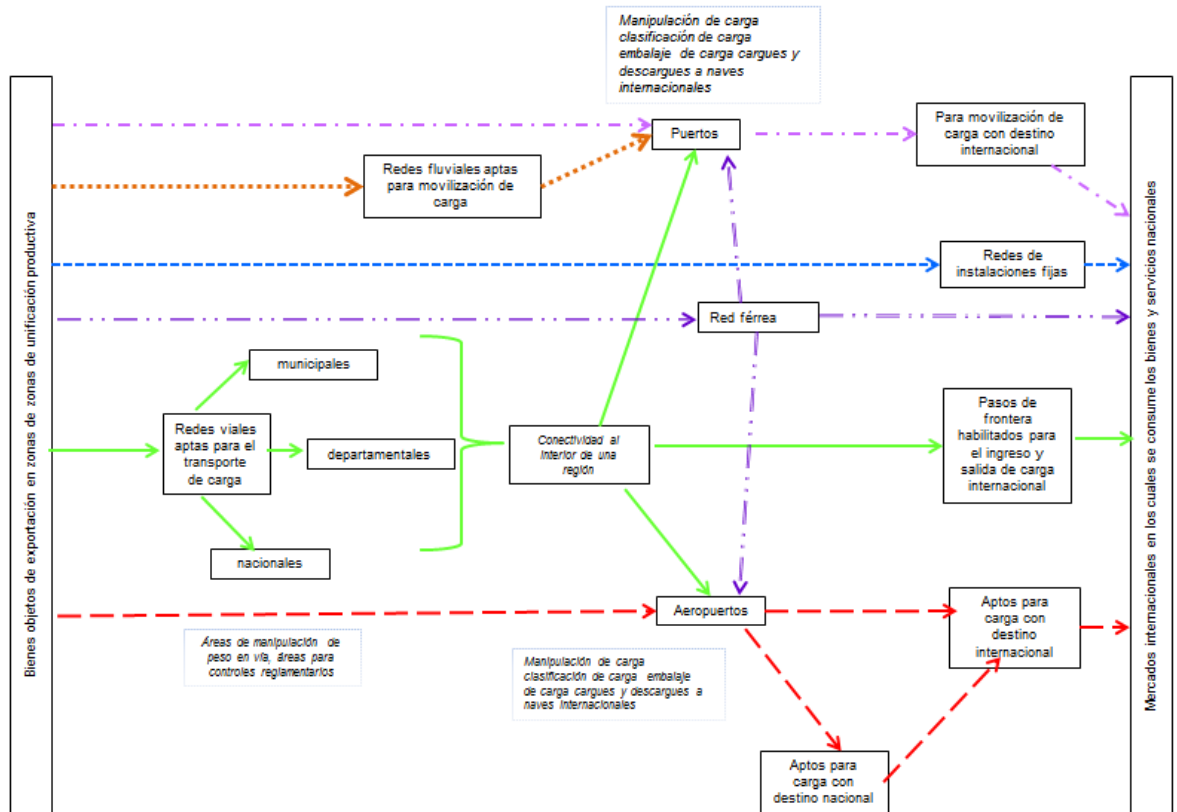 Manipulación de carga
clasificación de carga
embalaje de carga cargues y
descargues a naves
internacionales
Bienes objetos de exportación en zonas de zonas de unificación productiva
Puertos
Para movilización de
carga con destino
internacional
Redes fluviales aptas
para movilización de
carga
Redes de
instalaciones fijas
Red férrea
municipales
Redes viales
aptas para el
transporte
de carga
departamentales
nacionales
Conectividad al
interior de una
región
Pasos de
frontera
habilitados para
el ingreso y
salida de carga
internacional
Aeropuertos
Aptos para
carga con
destino
internacional
Áreas de manipulación de
peso en vía, áreas para
controles reglamentarios
Manipulación de carga
clasificación de carga embalaje
de carga cargues y descargues a
naves internacionales
Aptos para
carga con
destino nacional
Mercados internacionales en los cuales se consume los bienes y servicios nacionales